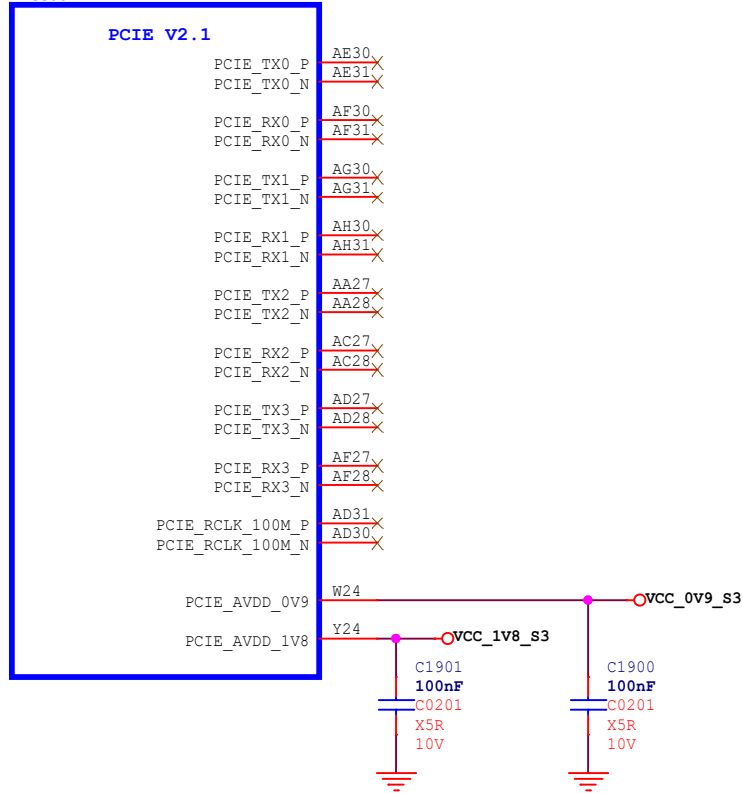 PCIE V2.1
PCIE_TX0_P AE30
PCIE_TX0_N AE31
PCIE_RX0_P AF30
PCIE_RX0_N AF31
PCIE_TX1_P AG30
PCIE_TX1_N AG31
PCIE_RX1_P AH30
PCIE_RX1_N AH31
PCIE_TX2_P AA27
PCIE_TX2_N AA28
PCIE_RX2_P AC27
PCIE_RX2_N AC28
PCIE_TX3_P AD27
PCIE_TX3_N AD28
PCIE_RX3_P AF27
PCIE_RX3_N AF28
PCIE_RCLK_100M_P AD31
PCIE_RCLK_100M_N AD30
PCIE_AVDD_0V9 W24 VCC_0V9_S3
PCIE_AVDD_1V8 Y24 VCC_1V8_S3
C1901 C1900
100nF 100nF
C0201 C0201
X5R X5R
10V 10V